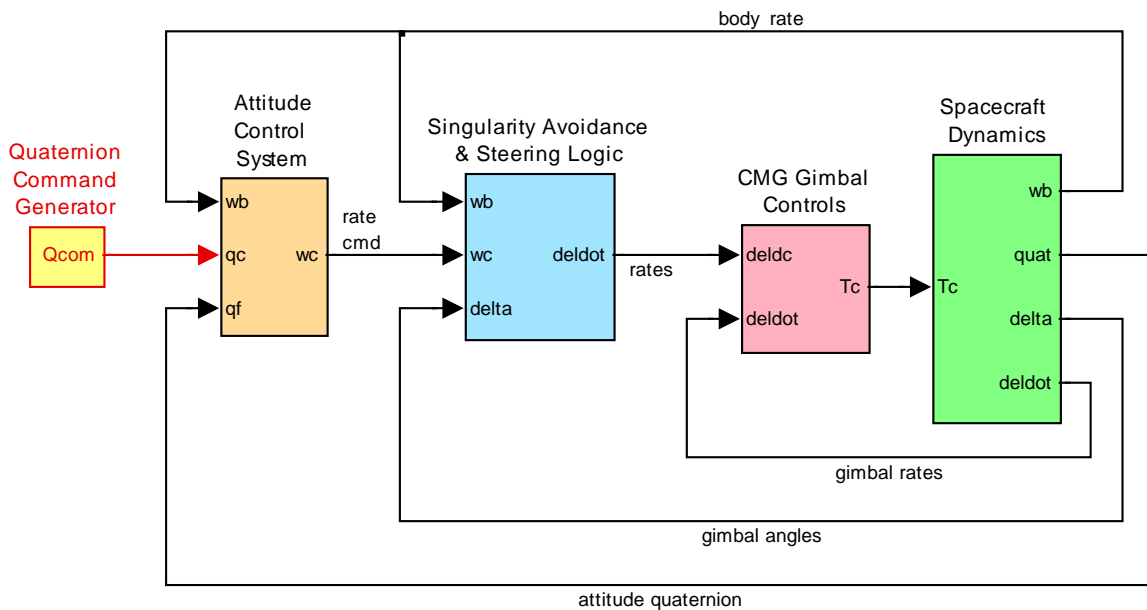 body rate
Attitude
Control
System
Singularity Avoidance
& Steering Logic
Spacecraft
Dynamics
Quaternion
Command
Generator
CMG Gimbal
Controls
Qcom
wb
qc
qf
wc
rate
cmd
wb
wc
delta
deldot
rates
deldc
deldot
Tc
Tc
wb
quat
delta
deldot
gimbal rates
gimbal angles
attitude quaternion